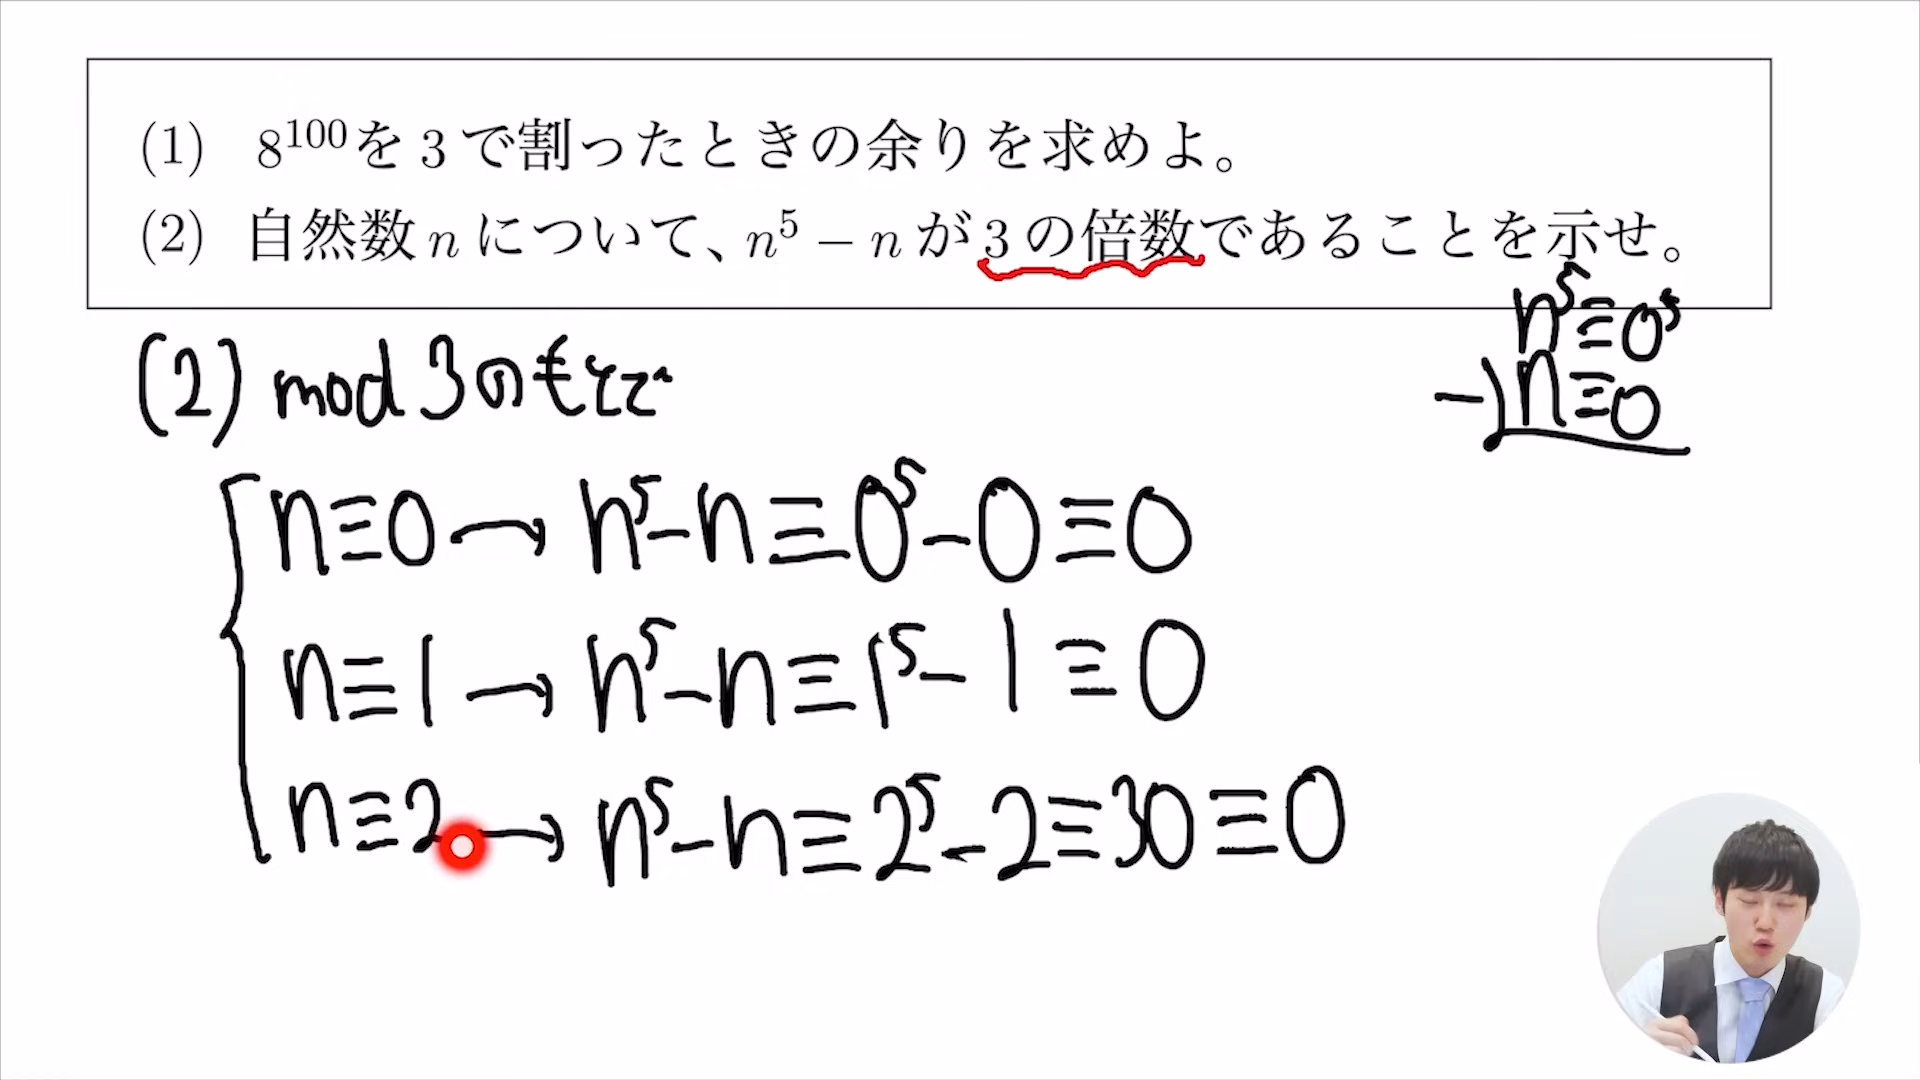 (1) 8^100を3で割ったときの余りを求めよ。
(2) 自然数nについて、n^5 − nが3の倍数であることを示せ。
n^5≡0^5
−)n≡0
(2) mod 3のもとで
n≡0→n^5−n≡0^5−0≡0
n≡1→n^5−n≡1^5−1≡0
n≡2→n^5−n≡2^5−2≡30≡0